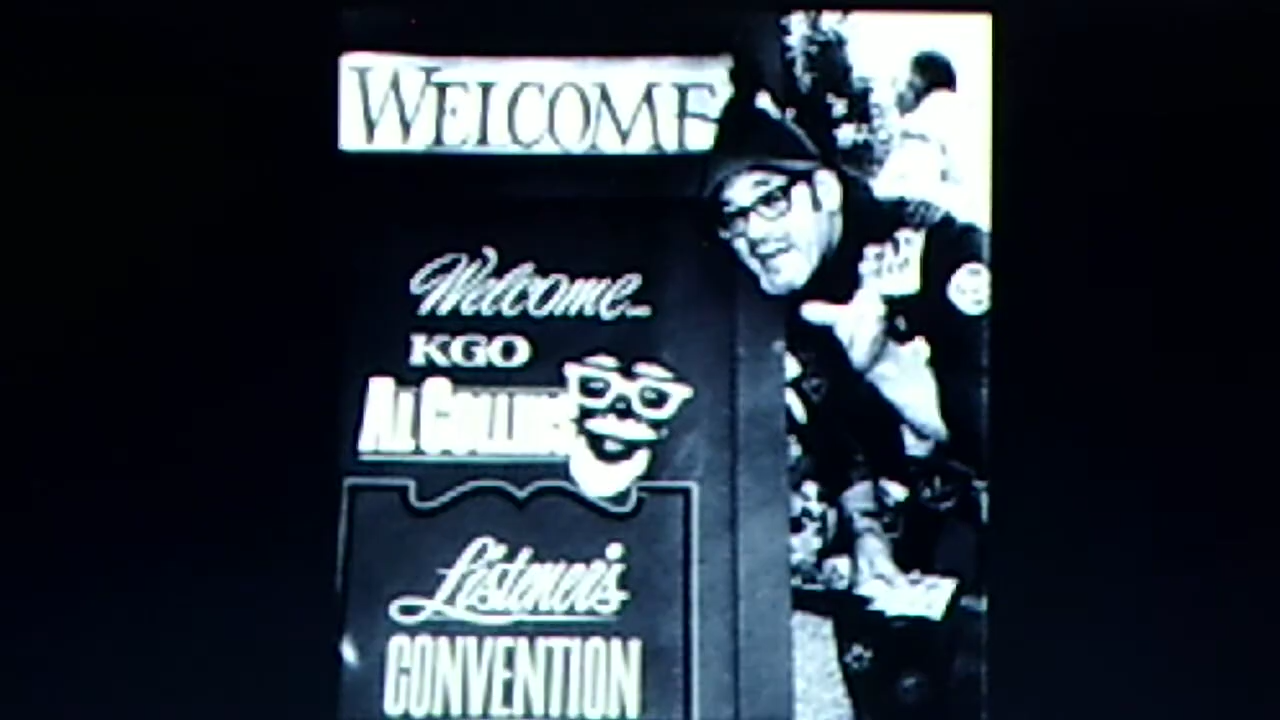 WELCOME
Welcome...
KGO
AL COLLINS
Listener's
CONVENTION